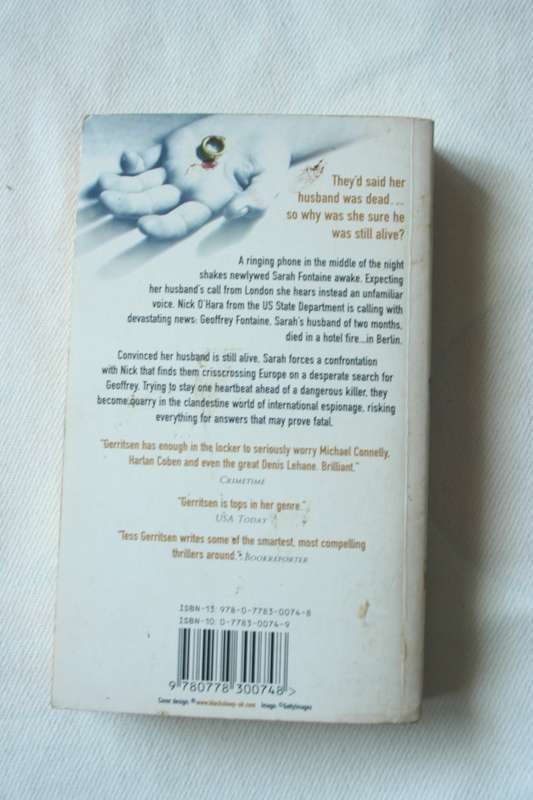 They'd said her
husband was dead....
so why was she sure he
was still alive?
A ringing phone in the middle of the night
shakes newlywed Sarah Fontaine awake. Expecting
her husband's call from London she hears instead an unfamiliar
voice. Nick O'Hara from the US State Department is calling with
devastating news: Geoffrey Fontaine, Sarah's husband of two months,
died in a hotel fire...in Berlin.
Convinced her husband is still alive, Sarah forces a confrontation
with Nick that finds them crisscrossing Europe on a desperate search for
Geoffrey. Trying to stay one heartbeat ahead of a dangerous killer, they
become quarry in the clandestine world of international espionage, risking
everything for answers that may prove fatal.
"Gerritsen has enough in the locker to seriously worry Michael Connelly,
Harlan Coben and even the great Denis Lehane. Brilliant."
CRIMETIME
"Gerritsen is tops in her genre."
USA TODAY
"Tess Gerritsen writes some of the smartest, most compelling
thrillers around." BOOKREPORTER
ISBN-13 978-0-7783-0074-8
ISBN-10 0-7783-0074-9
9 780778 300748 >
Cover design: © www.blacksheep-uk.com Image: ©Gettyimages